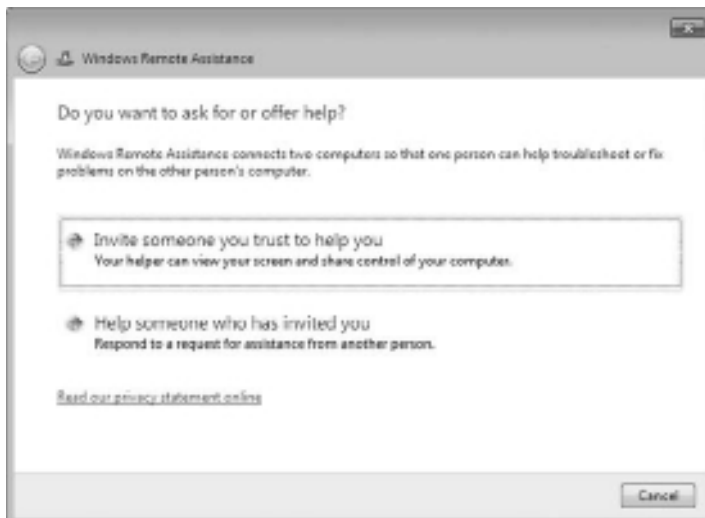 Windows Remote Assistance
Do you want to ask for or offer help?
Windows Remote Assistance connects two computers so that one person can help troubleshoot or fix
problems on the other person's computer.
Invite someone you trust to help you
Your helper can view your screen and share control of your computer.
Help someone who has invited you
Respond to a request for assistance from another person.
Read our privacy statement online
Cancel